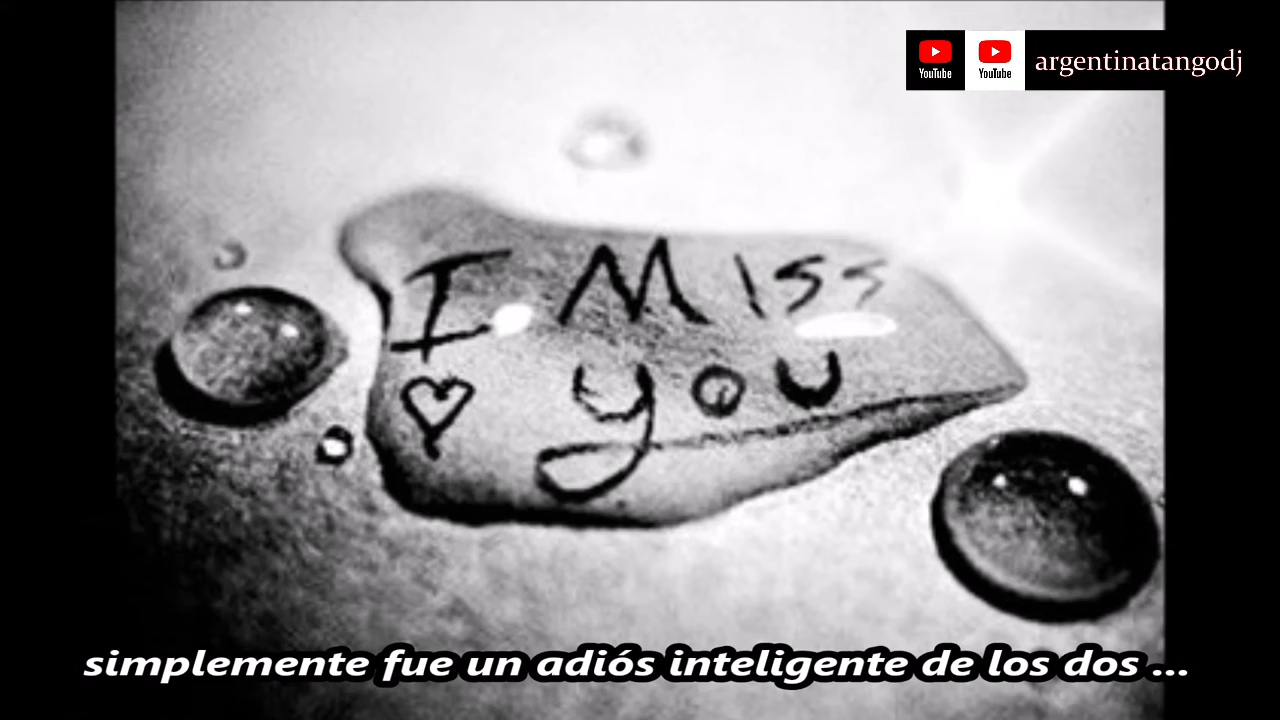 YouTube YouTube argentinatangodj
I Miss
you
simplemente fue un adiós inteligente de los dos ...